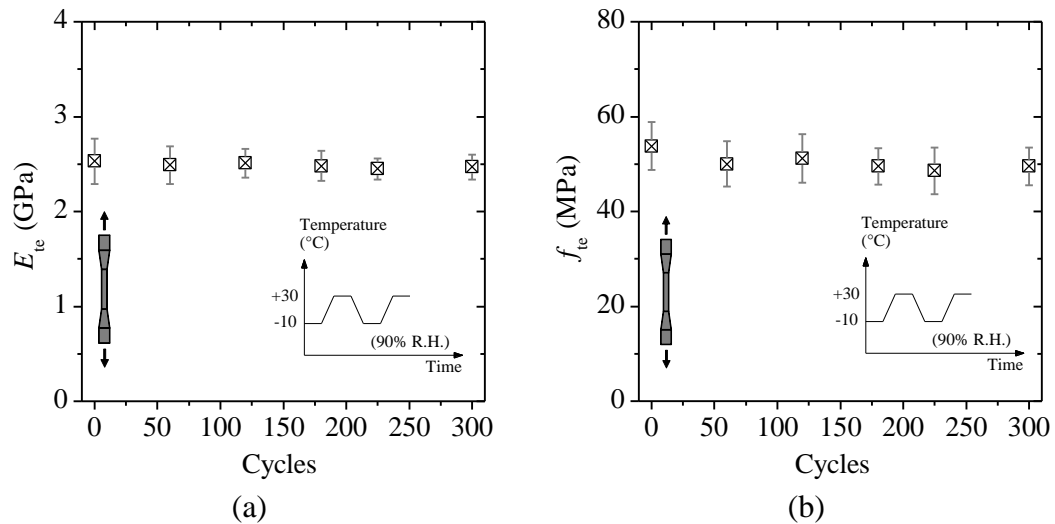 4
3
2
1
0
E_te (GPa)
Temperature
(°C)
+30
-10
(90% R.H.)
Time
0 50 100 150 200 250 300
Cycles
(a)
80
60
40
20
0
f_te (MPa)
Temperature
(°C)
+30
-10
(90% R.H.)
Time
0 50 100 150 200 250 300
Cycles
(b)